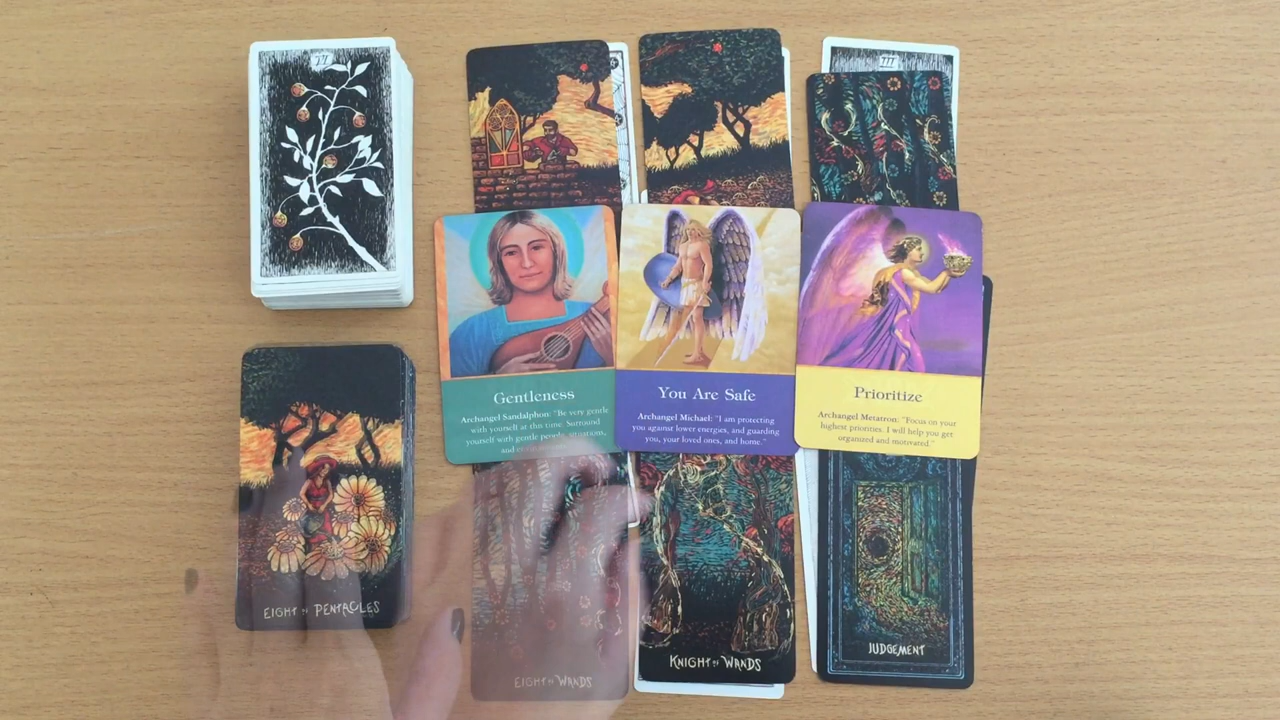 Gentleness
Archangel Sandalphon: "Be very gentle
with yourself at this time. Surround
yourself with gentle people, situations,
and
You Are Safe
Archangel Michael: "I am protecting
you against lower energies, and guarding
you, your loved ones, and home."
Prioritize
Archangel Metatron: "Focus on your
highest priorities. I will help you get
organized and motivated."
EIGHT OF PENTACLES
EIGHT OF WANDS
KNIGHT OF WANDS
JUDGEMENT